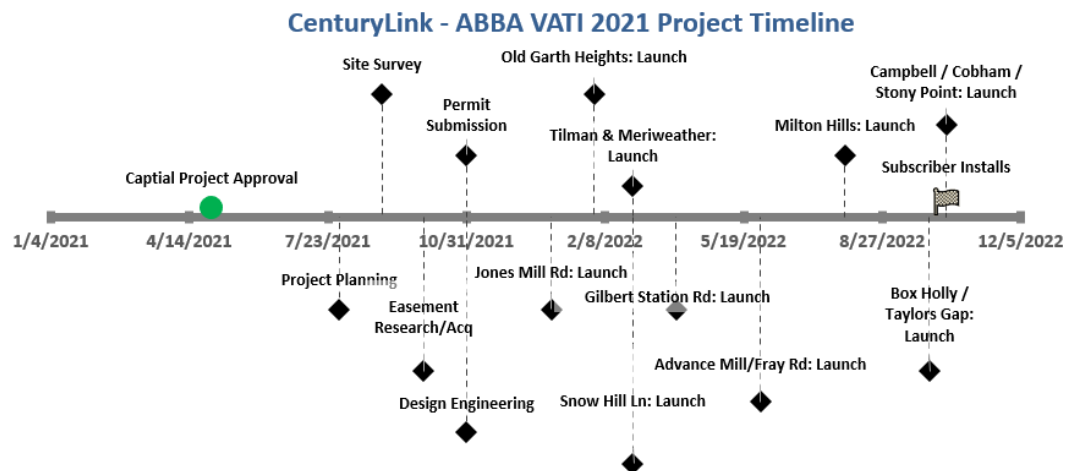 CenturyLink - ABBA VATI 2021 Project Timeline
Site Survey
Old Garth Heights: Launch
Campbell / Cobham /
Stony Point: Launch
Permit
Submission
Tilman & Meriweather:
Launch
Milton Hills: Launch
Captial Project Approval
Subscriber Installs
1/4/2021
4/14/2021
7/23/2021
10/31/2021
2/8/2022
5/19/2022
8/27/2022
12/5/2022
Project Planning
Jones Mill Rd: Launch
Easement
Research/Acq
Gilbert Station Rd: Launch
Box Holly /
Taylors Gap:
Launch
Design Engineering
Snow Hill Ln: Launch
Advance Mill/Fray Rd: Launch